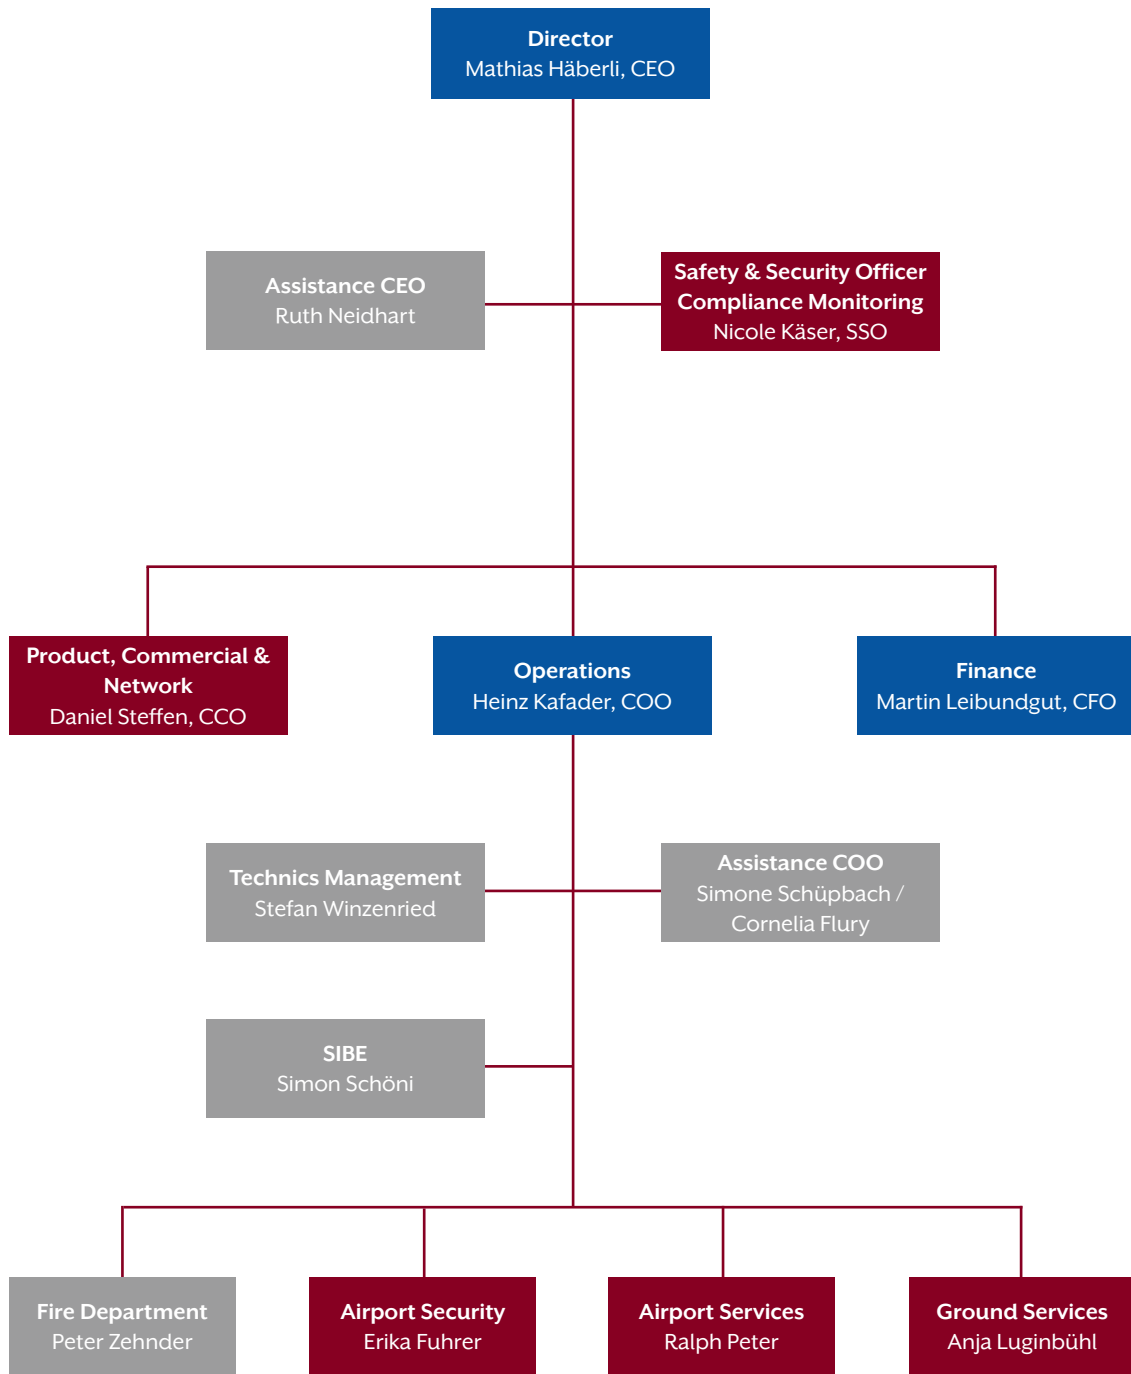 Director
Mathias Häberli, CEO
Assistance CEO
Ruth Neidhart
Safety & Security Officer
Compliance Monitoring
Nicole Käser, SSO
Product, Commercial &
Network
Daniel Steffen, CCO
Operations
Heinz Kafader, COO
Finance
Martin Leibundgut, CFO
Technics Management
Stefan Winzenried
Assistance COO
Simone Schüpbach /
Cornelia Flury
SIBE
Simon Schöni
Fire Department
Peter Zehnder
Airport Security
Erika Fuhrer
Airport Services
Ralph Peter
Ground Services
Anja Luginbühl